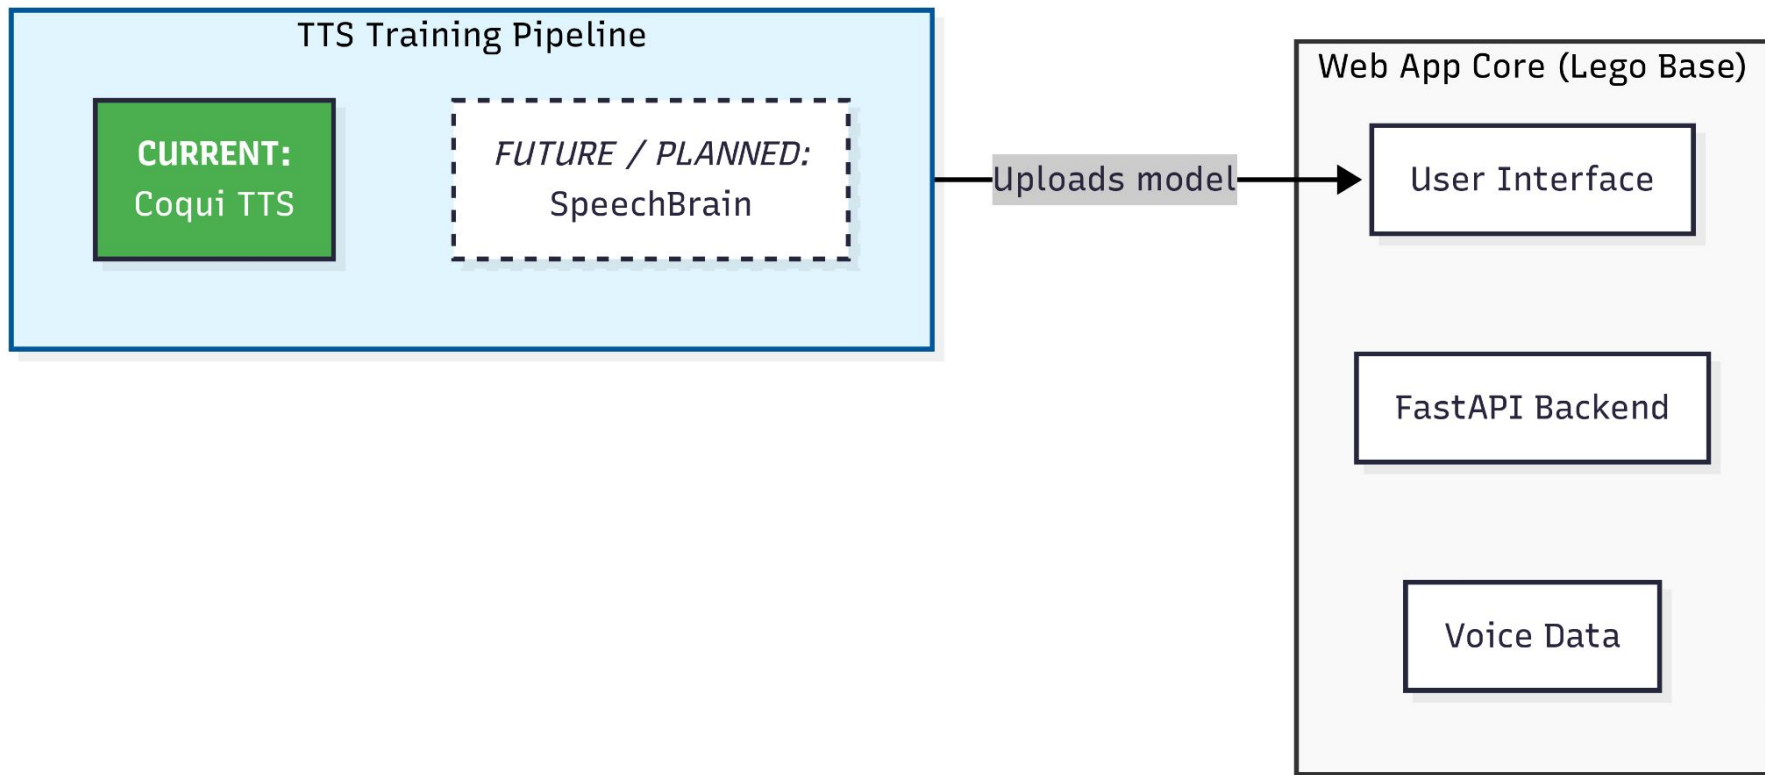 TTS Training Pipeline
CURRENT:
Coqui TTS
FUTURE / PLANNED:
SpeechBrain
Uploads model
Web App Core (Lego Base)
User Interface
FastAPI Backend
Voice Data